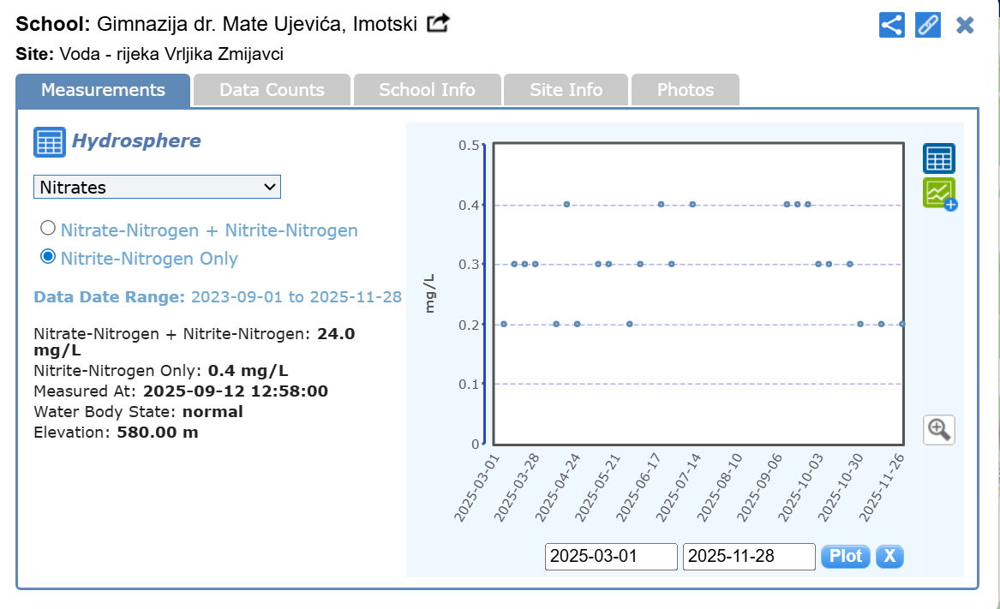 School: Gimnazija dr. Mate Ujevića, Imotski
Site: Voda - rijeka Vrljika Zmijavci
Measurements
Data Counts
School Info
Site Info
Photos
Hydrosphere
Nitrates
Nitrate-Nitrogen + Nitrite-Nitrogen
Nitrite-Nitrogen Only
Data Date Range: 2023-09-01 to 2025-11-28
Nitrate-Nitrogen + Nitrite-Nitrogen: 24.0
mg/L
Nitrite-Nitrogen Only: 0.4 mg/L
Measured At: 2025-09-12 12:58:00
Water Body State: normal
Elevation: 580.00 m
0.5
0.4
0.3
0.2
0.1
0
mg/L
2025-03-01
2025-03-28
2025-04-24
2025-05-21
2025-06-17
2025-07-14
2025-08-10
2025-09-06
2025-10-03
2025-10-30
2025-11-26
2025-03-01
2025-11-28
Plot
X